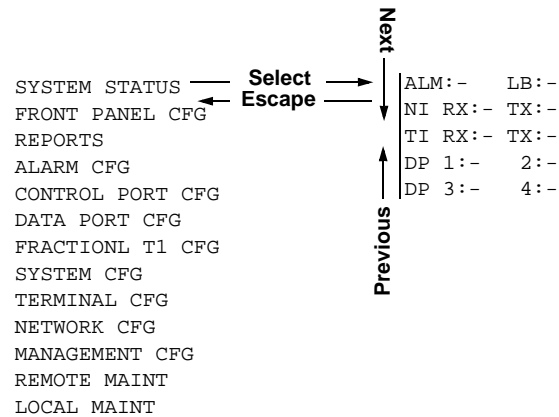 Next
SYSTEM STATUS
Select
Escape
FRONT PANEL CFG
REPORTS
ALARM CFG
CONTROL PORT CFG
DATA PORT CFG
FRACTIONL T1 CFG
SYSTEM CFG
TERMINAL CFG
NETWORK CFG
MANAGEMENT CFG
REMOTE MAINT
LOCAL MAINT
ALM:- LB:-
NI RX:- TX:-
TI RX:- TX:-
DP 1:- 2:-
DP 3:- 4:-
Previous